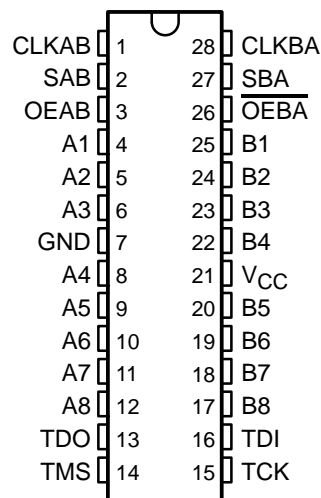 CLKAB 1 28 CLKBA
SAB 2 27 SBA
OEAB 3 26 OEBA
A1 4 25 B1
A2 5 24 B2
A3 6 23 B3
GND 7 22 B4
A4 8 21 VCC
A5 9 20 B5
A6 10 19 B6
A7 11 18 B7
A8 12 17 B8
TDO 13 16 TDI
TMS 14 15 TCK